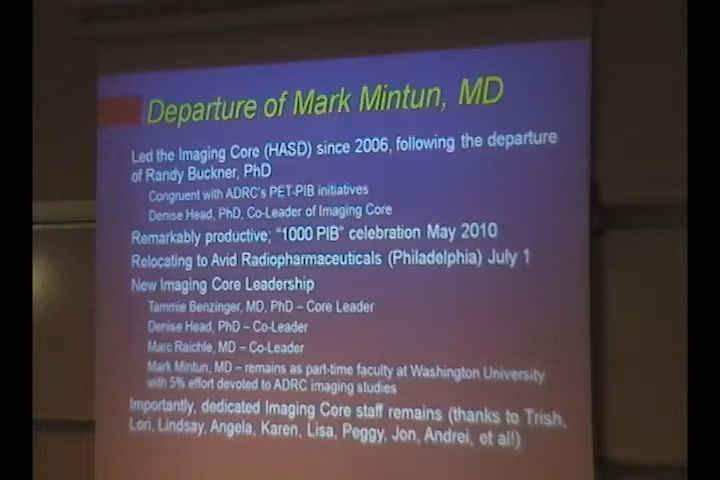 Departure of Mark Mintun, MD
Led the Imaging Core (HASD) since 2006, following the departure
of Randy Buckner, PhD
Congruent with ADRC's PET-PIB initiatives
Denise Head, PhD, Co-Leader of Imaging Core
Remarkably productive; "1000 PIB" celebration May 2010
Relocating to Avid Radiopharmaceuticals (Philadelphia) July 1
New Imaging Core Leadership
Tammie Benzinger, MD, PhD – Core Leader
Denise Head, PhD – Co-Leader
Marc Raichle, MD – Co-Leader
Mark Mintun, MD – remains as part-time faculty at Washington University
with 5% effort devoted to ADRC imaging studies
Importantly, dedicated Imaging Core staff remains (thanks to Trish,
Lori, Lindsay, Angela, Karen, Lisa, Peggy, Jon, Andrei, et al!)